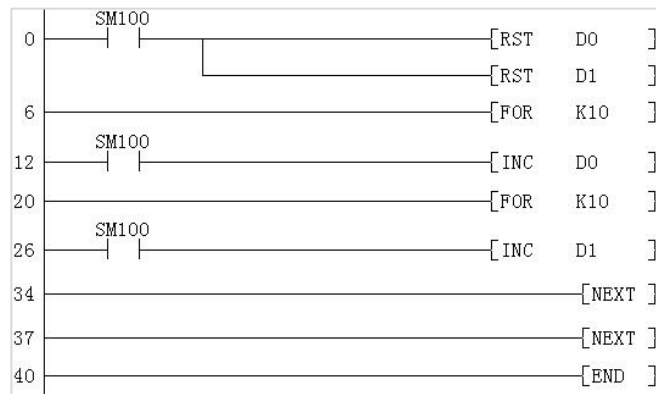 SM100
0 [RST D0 ]
[RST D1 ]
6 [FOR K10 ]
SM100
12 [INC D0 ]
20 [FOR K10 ]
SM100
26 [INC D1 ]
34 [NEXT ]
37 [NEXT ]
40 [END ]